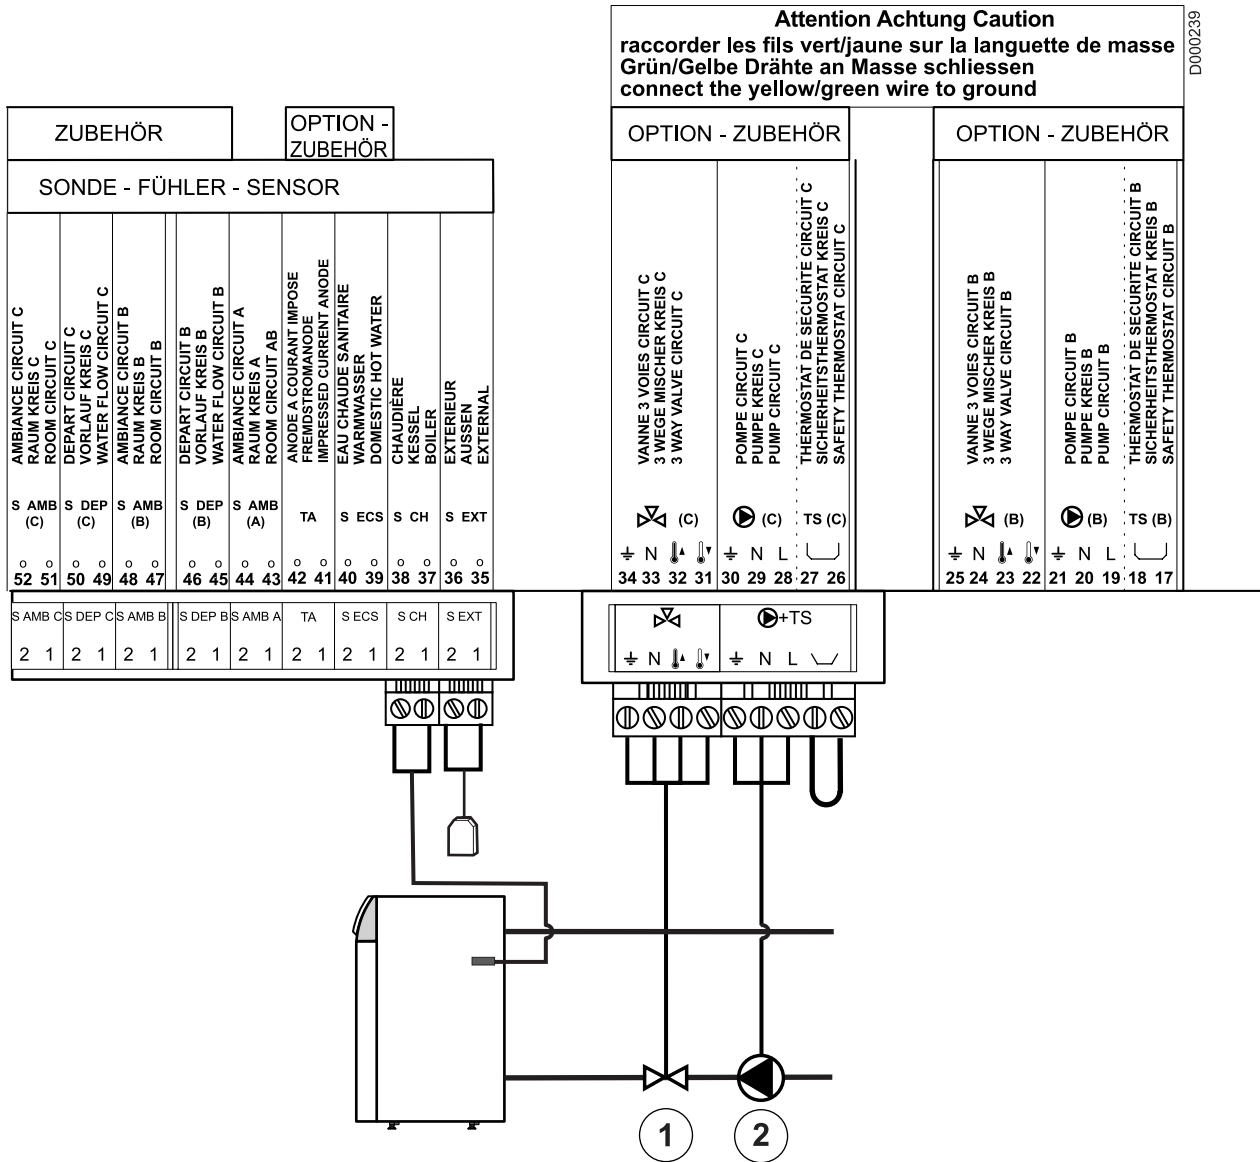 Attention Achtung Caution
raccorder les fils vert/jaune sur la languette de masse
Grün/Gelbe Drähte an Masse schliessen
connect the yellow/green wire to ground
D000239
ZUBEHÖR
OPTION -
ZUBEHÖR
SONDE - FÜHLER - SENSOR
AMBIANCE CIRCUIT C
RAUM KREIS C
ROOM CIRCUIT C
DEPART CIRCUIT C
VORLAUF KREIS C
WATER FLOW CIRCUIT C
AMBIANCE CIRCUIT B
RAUM KREIS B
ROOM CIRCUIT B
DEPART CIRCUIT B
VORLAUF KREIS B
WATER FLOW CIRCUIT B
AMBIANCE CIRCUIT A
RAUM KREIS A
ROOM CIRCUIT AB
ANODE A COURANT IMPOSE
FREMDSTROMANODE
IMPRESSED CURRENT ANODE
EAU CHAUDE SANITAIRE
WARMWASSER
DOMESTIC HOT WATER
CHAUDIÈRE
KESSEL
BOILER
EXTERIEUR
AUSSEN
EXTERNAL
S AMB S DEP S AMB S DEP S AMB TA S ECS S CH S EXT
(C) (C) (B) (B) (A)
52 51 50 49 48 47 46 45 44 43 42 41 40 39 38 37 36 35
S AMB C S DEP C S AMB B S DEP B S AMB A TA S ECS S CH S EXT
2 1 2 1 2 1 2 1 2 1 2 1 2 1 2 1 2 1
OPTION - ZUBEHÖR
VANNE 3 VOIES CIRCUIT C
3 WEGE MISCHER KREIS C
3 WAY VALVE CIRCUIT C
POMPE CIRCUIT C
PUMPE KREIS C
PUMP CIRCUIT C
THERMOSTAT DE SECURITE CIRCUIT C
SICHERHEITSTHERMOSTAT KREIS C
SAFETY THERMOSTAT CIRCUIT C
(C) (C) TS (C)
N N L
34 33 32 31 30 29 28 27 26
+TS
N N L
OPTION - ZUBEHÖR
VANNE 3 VOIES CIRCUIT B
3 WEGE MISCHER KREIS B
3 WAY VALVE CIRCUIT B
POMPE CIRCUIT B
PUMPE KREIS B
PUMP CIRCUIT B
THERMOSTAT DE SECURITE CIRCUIT B
SICHERHEITSTHERMOSTAT KREIS B
SAFETY THERMOSTAT CIRCUIT B
(B) (B) TS (B)
N N L
25 24 23 22 21 20 19 18 17
1
2